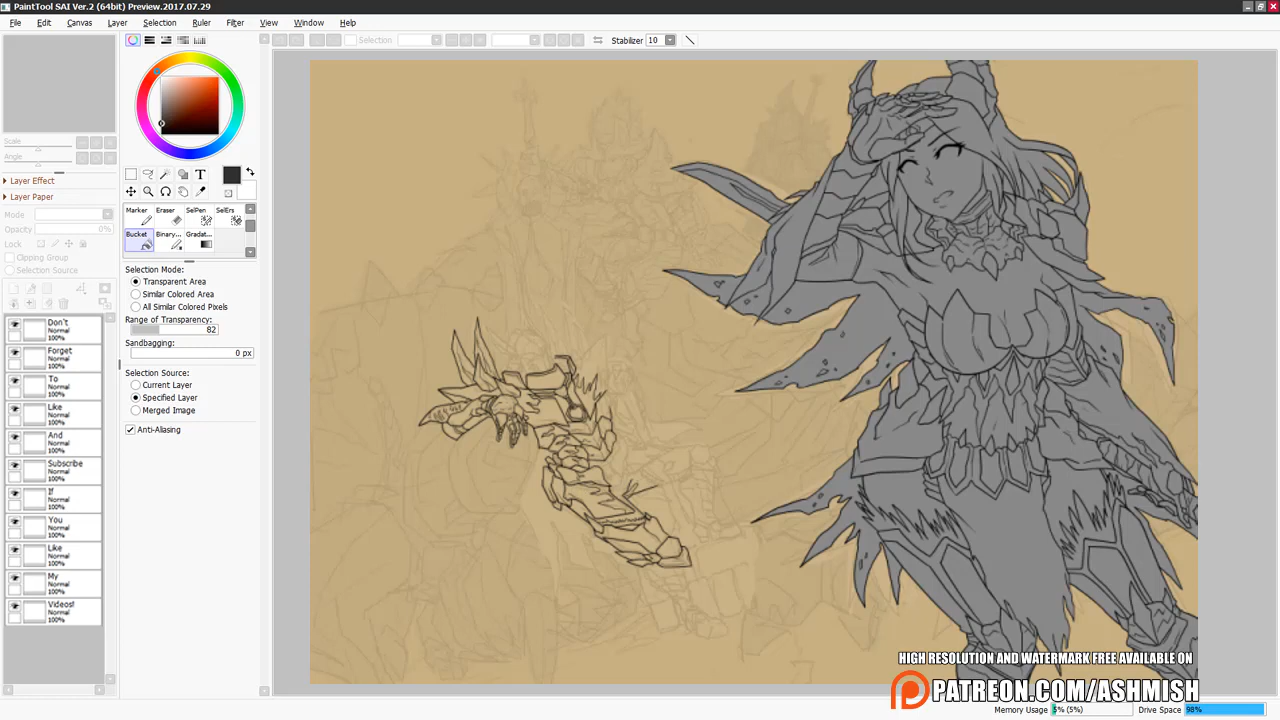 PaintTool SAI Ver.2 (64bit) Preview.2017.07.29
File Edit Canvas Layer Selection Ruler Filter View Window Help
Selection
Stabilizer 10
Scale
Angle
Layer Effect
Layer Paper
Mode
Opacity 0%
Lock
Clipping Group
Selection Source
Marker Eraser SelPen SelErs
Bucket Binary... Gradat...
Selection Mode:
Transparent Area
Similar Colored Area
All Similar Colored Pixels
Range of Transparency:
82
Sandbagging:
0 px
Selection Source:
Current Layer
Specified Layer
Merged Image
Anti-Aliasing
Don't
Normal
100%
Forget
Normal
100%
To
Normal
100%
Like
Normal
100%
And
Normal
100%
Subscribe
Normal
100%
If
Normal
100%
You
Normal
100%
Like
Normal
100%
My
Normal
100%
Videos!
Normal
100%
HIGH RESOLUTION AND WATERMARK FREE AVAILABLE ON
PATREON.COM/ASHMISH
Memory Usage 5% (5%) Drive Space 98%